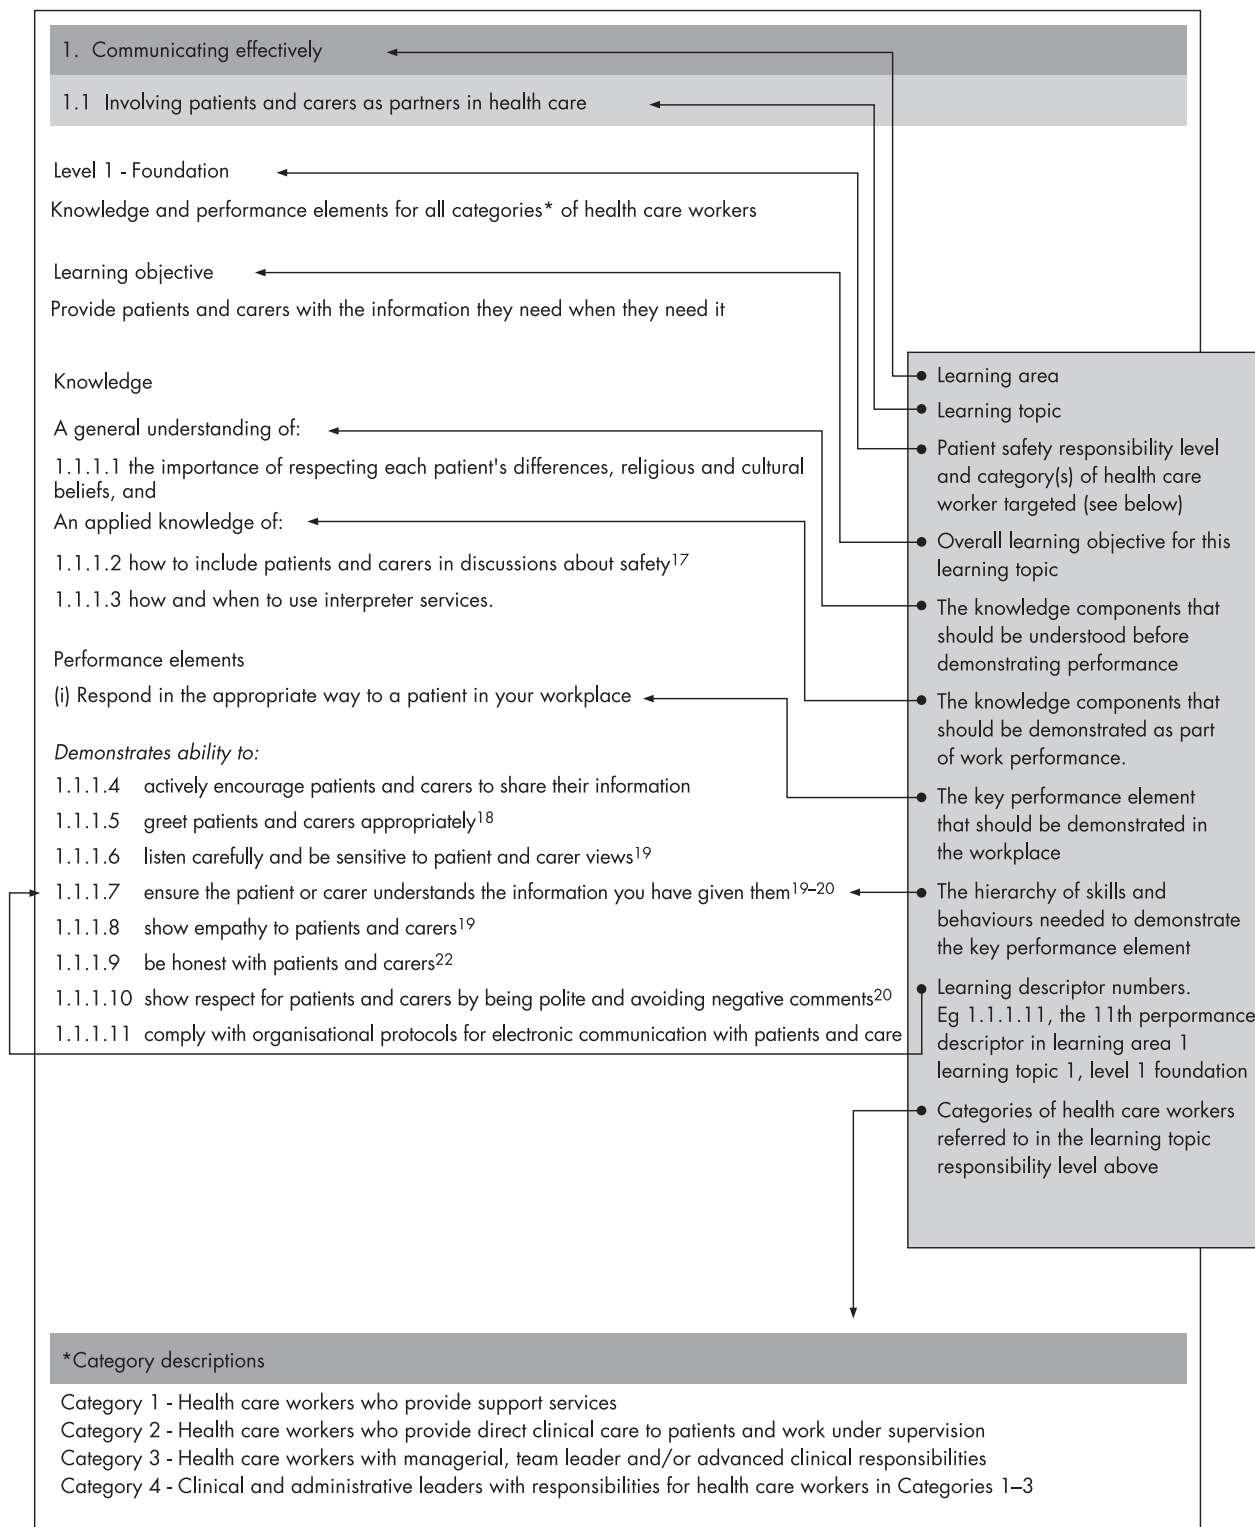 1. Communicating effectively
1.1 Involving patients and carers as partners in health care
Level 1 - Foundation
Knowledge and performance elements for all categories* of health care workers
Learning objective
Provide patients and carers with the information they need when they need it
Knowledge
A general understanding of:
1.1.1.1 the importance of respecting each patient's differences, religious and cultural
beliefs, and
An applied knowledge of:
1.1.1.2 how to include patients and carers in discussions about safety17
1.1.1.3 how and when to use interpreter services.
Performance elements
(i) Respond in the appropriate way to a patient in your workplace
Demonstrates ability to:
1.1.1.4 actively encourage patients and carers to share their information
1.1.1.5 greet patients and carers appropriately18
1.1.1.6 listen carefully and be sensitive to patient and carer views19
1.1.1.7 ensure the patient or carer understands the information you have given them19–20
1.1.1.8 show empathy to patients and carers19
1.1.1.9 be honest with patients and carers22
1.1.1.10 show respect for patients and carers by being polite and avoiding negative comments20
1.1.1.11 comply with organisational protocols for electronic communication with patients and care
Learning area
Learning topic
Patient safety responsibility level
and category(s) of health care
worker targeted (see below)
Overall learning objective for this
learning topic
The knowledge components that
should be understood before
demonstrating performance
The knowledge components that
should be demonstrated as part
of work performance.
The key performance element
that should be demonstrated in
the workplace
The hierarchy of skills and
behaviours needed to demonstrate
the key performance element
Learning descriptor numbers.
Eg 1.1.1.11, the 11th perpormance
descriptor in learning area 1
learning topic 1, level 1 foundation
Categories of health care workers
referred to in the learning topic
responsibility level above
*Category descriptions
Category 1 - Health care workers who provide support services
Category 2 - Health care workers who provide direct clinical care to patients and work under supervision
Category 3 - Health care workers with managerial, team leader and/or advanced clinical responsibilities
Category 4 - Clinical and administrative leaders with responsibilities for health care workers in Categories 1–3